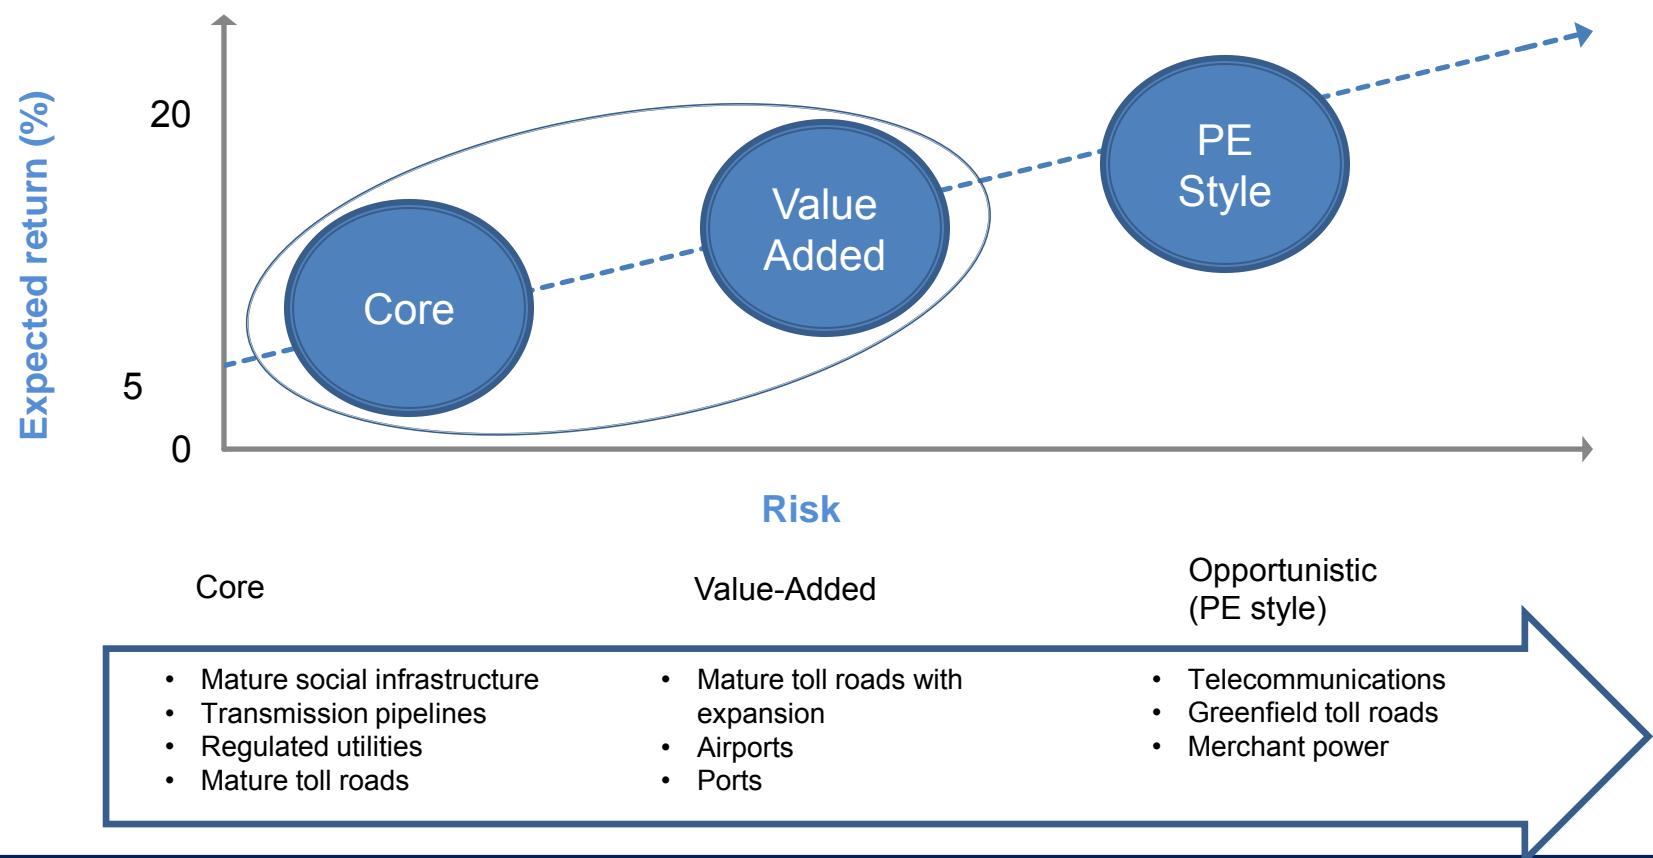 Expected return (%)
20
5
0
Core
Value
Added
PE
Style
Risk
Core
Value-Added
Opportunistic
(PE style)
• Mature social infrastructure
• Transmission pipelines
• Regulated utilities
• Mature toll roads
• Mature toll roads with
expansion
• Airports
• Ports
• Telecommunications
• Greenfield toll roads
• Merchant power